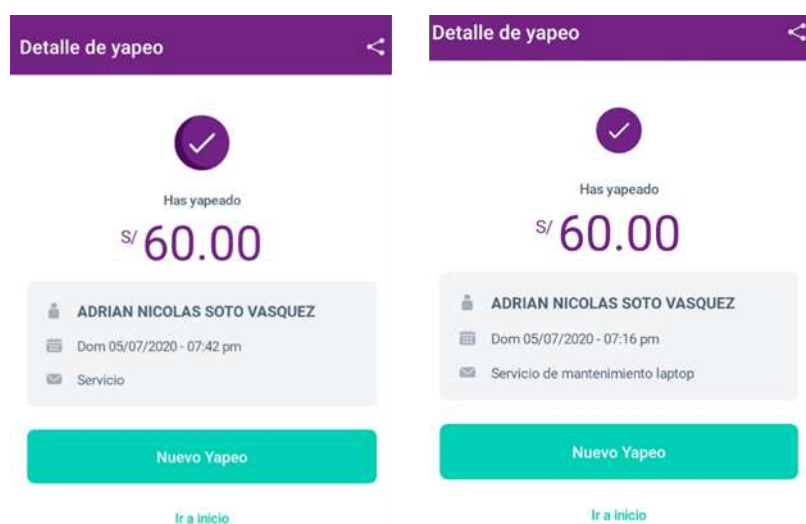 Detalle de yapeo
Has yapeado
S/ 60.00
ADRIAN NICOLAS SOTO VASQUEZ
Dom 05/07/2020 - 07:42 pm
Servicio
Nuevo Yapeo
Ir a inicio
Detalle de yapeo
Has yapeado
S/ 60.00
ADRIAN NICOLAS SOTO VASQUEZ
Dom 05/07/2020 - 07:16 pm
Servicio de mantenimiento laptop
Nuevo Yapeo
Ir a inicio